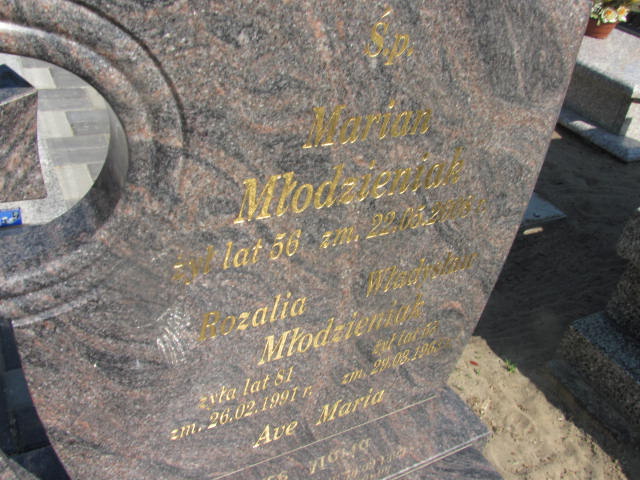 Ś.p.
Marian
Młodzieniak
żył lat 56 zm. 22.05.
Rozalia Władysław
Młodzieniak
żyła lat 81 żył lat
zm. 26.02.1991 r. zm. 29.08.
Ave Maria